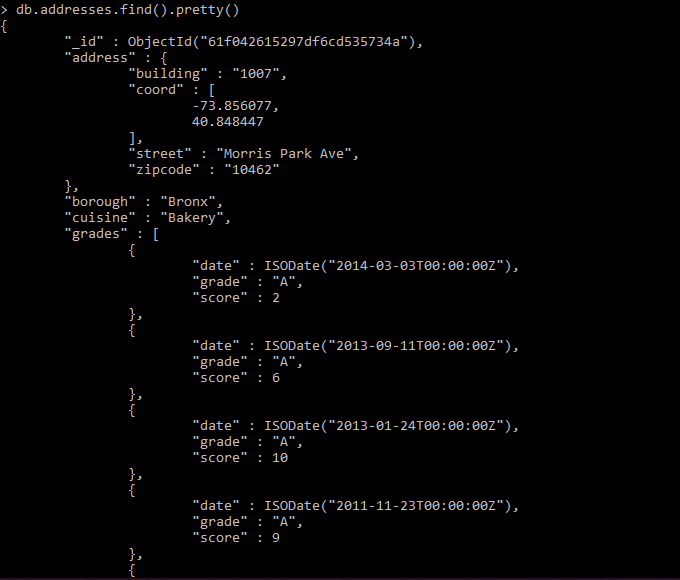 > db.addresses.find().pretty()
{
"_id" : ObjectId("61f042615297df6cd535734a"),
"address" : {
"building" : "1007",
"coord" : [
-73.856077,
40.848447
],
"street" : "Morris Park Ave",
"zipcode" : "10462"
},
"borough" : "Bronx",
"cuisine" : "Bakery",
"grades" : [
{
"date" : ISODate("2014-03-03T00:00:00Z"),
"grade" : "A",
"score" : 2
},
{
"date" : ISODate("2013-09-11T00:00:00Z"),
"grade" : "A",
"score" : 6
},
{
"date" : ISODate("2013-01-24T00:00:00Z"),
"grade" : "A",
"score" : 10
},
{
"date" : ISODate("2011-11-23T00:00:00Z"),
"grade" : "A",
"score" : 9
},
{